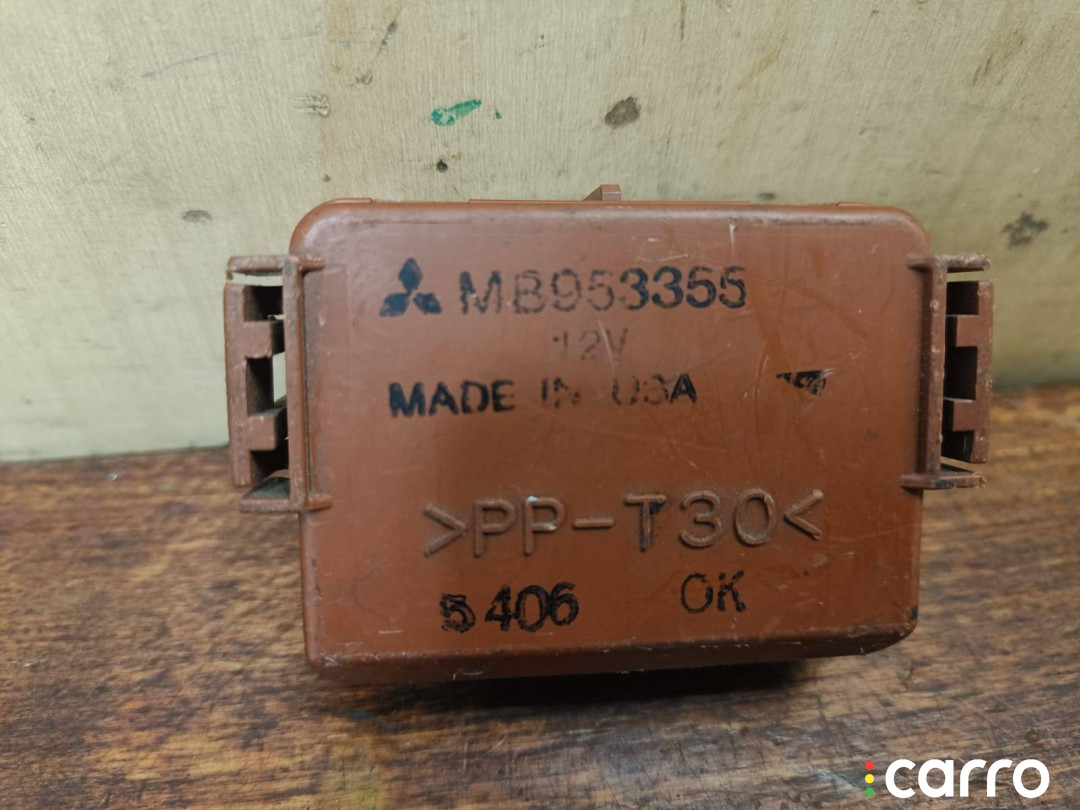 MB953355
12V
MADE IN USA
>PP-T30<
5406 OK
carro